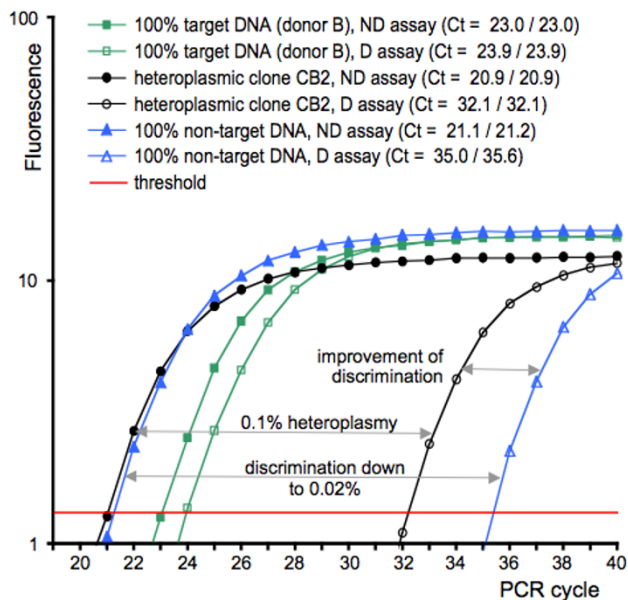 100
10
1
Fluorescence
100% target DNA (donor B), ND assay (Ct = 23.0 / 23.0)
100% target DNA (donor B), D assay (Ct = 23.9 / 23.9)
heteroplasmic clone CB2, ND assay (Ct = 20.9 / 20.9)
heteroplasmic clone CB2, D assay (Ct = 32.1 / 32.1)
100% non-target DNA, ND assay (Ct = 21.1 / 21.2)
100% non-target DNA, D assay (Ct = 35.0 / 35.6)
threshold
improvement of
discrimination
0.1% heteroplasmy
discrimination down
to 0.02%
20 22 24 26 28 30 32 34 36 38 40
PCR cycle